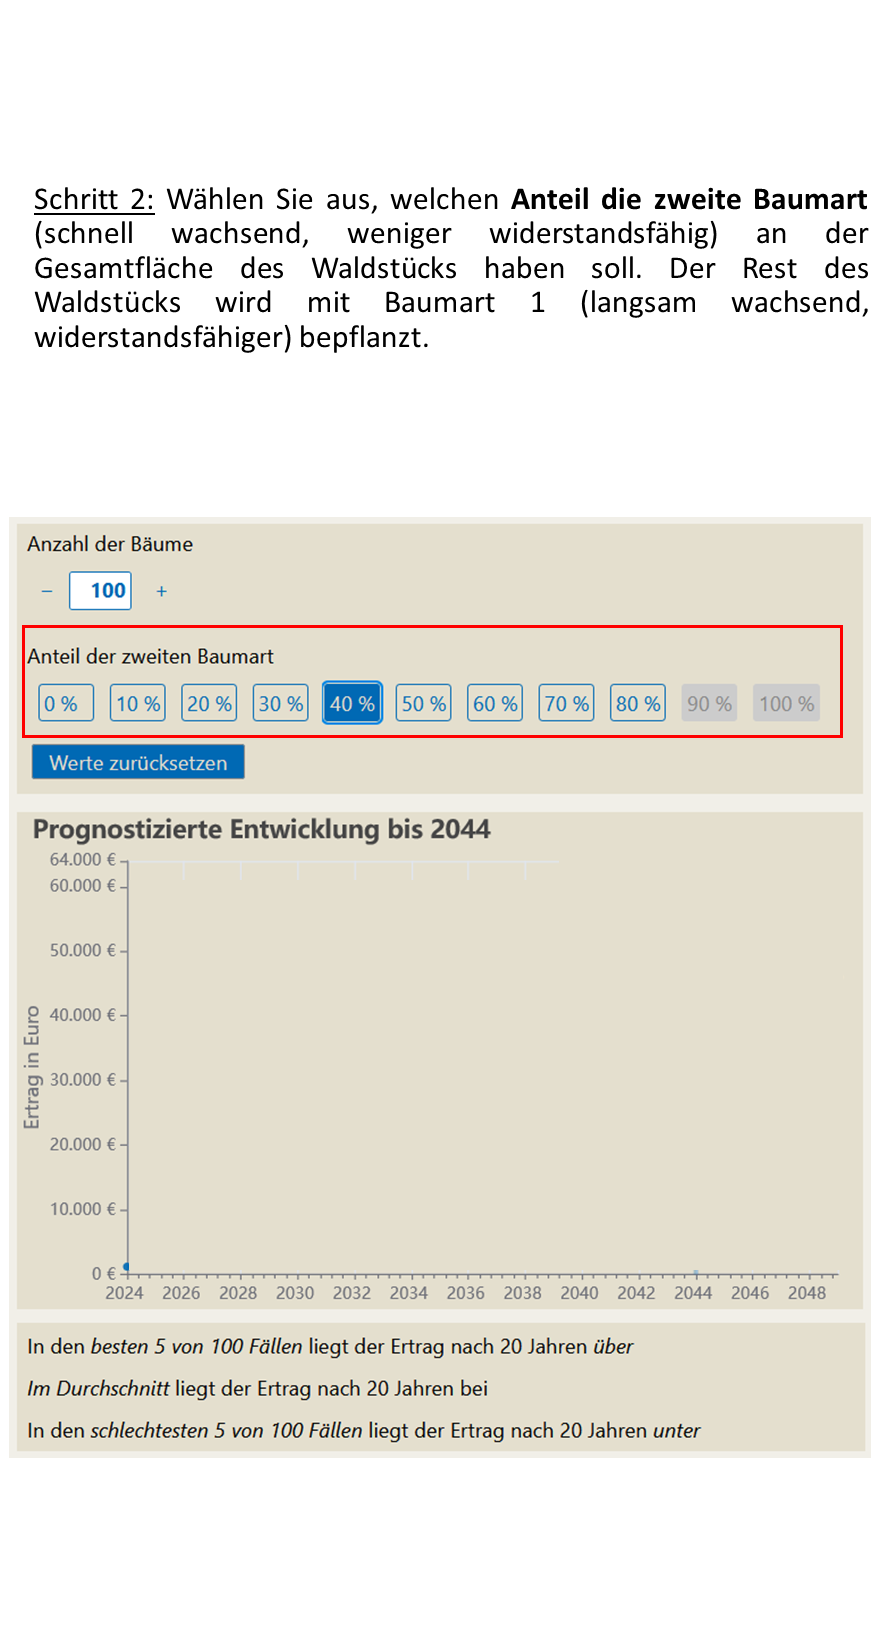 Schritt 2: Wählen Sie aus, welchen Anteil die zweite Baumart
(schnell wachsend, weniger widerstandsfähig) an der
Gesamtfläche des Waldstücks haben soll. Der Rest des
Waldstücks wird mit Baumart 1 (langsam wachsend,
widerstandsfähiger) bepflanzt.
Anzahl der Bäume
− 100 +
Anteil der zweiten Baumart
0 % 10 % 20 % 30 % 40 % 50 % 60 % 70 % 80 % 90 % 100 %
Werte zurücksetzen
Prognostizierte Entwicklung bis 2044
64.000 €
60.000 €
50.000 €
40.000 €
30.000 €
20.000 €
10.000 €
0 €
Ertrag in Euro
2024 2026 2028 2030 2032 2034 2036 2038 2040 2042 2044 2046 2048
In den besten 5 von 100 Fällen liegt der Ertrag nach 20 Jahren über
Im Durchschnitt liegt der Ertrag nach 20 Jahren bei
In den schlechtesten 5 von 100 Fällen liegt der Ertrag nach 20 Jahren unter